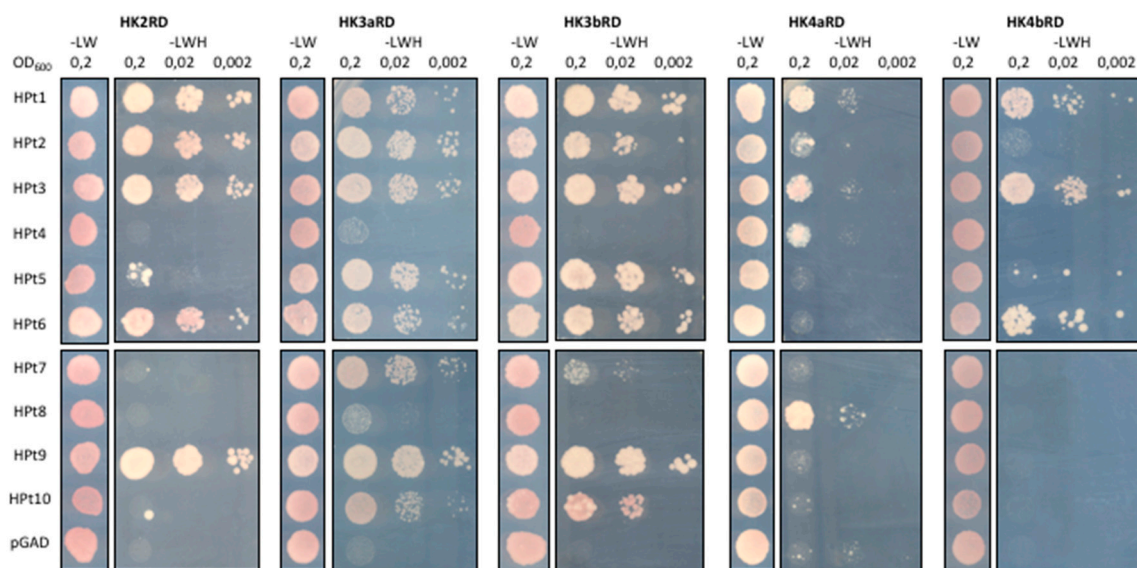 HK2RD HK3aRD HK3bRD HK4aRD HK4bRD
-LW -LWH -LW -LWH -LW -LWH -LW -LWH -LW -LWH
OD600 0,2 0,2 0,02 0,002 0,2 0,2 0,02 0,002 0,2 0,2 0,02 0,002 0,2 0,2 0,02 0,002 0,2 0,2 0,02 0,002
HPt1
HPt2
HPt3
HPt4
HPt5
HPt6
HPt7
HPt8
HPt9
HPt10
pGAD